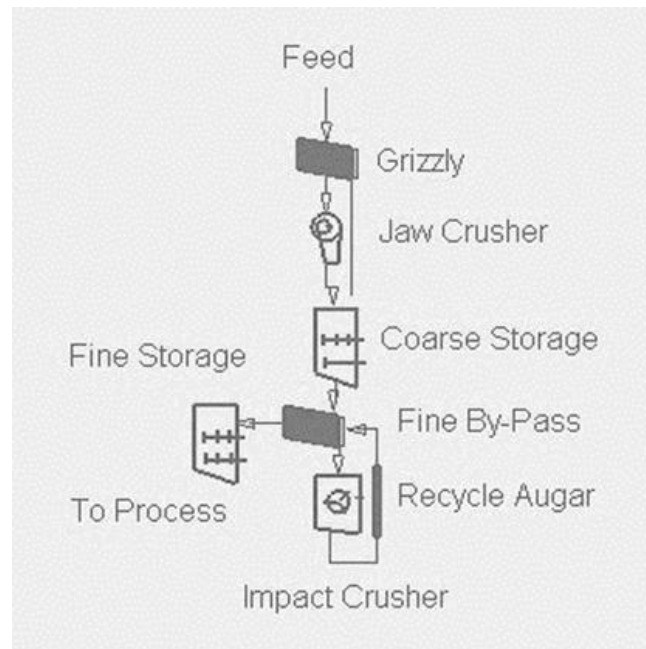 Feed
Grizzly
Jaw Crusher
Coarse Storage
Fine Storage
Fine By-Pass
Recycle Augar
To Process
Impact Crusher